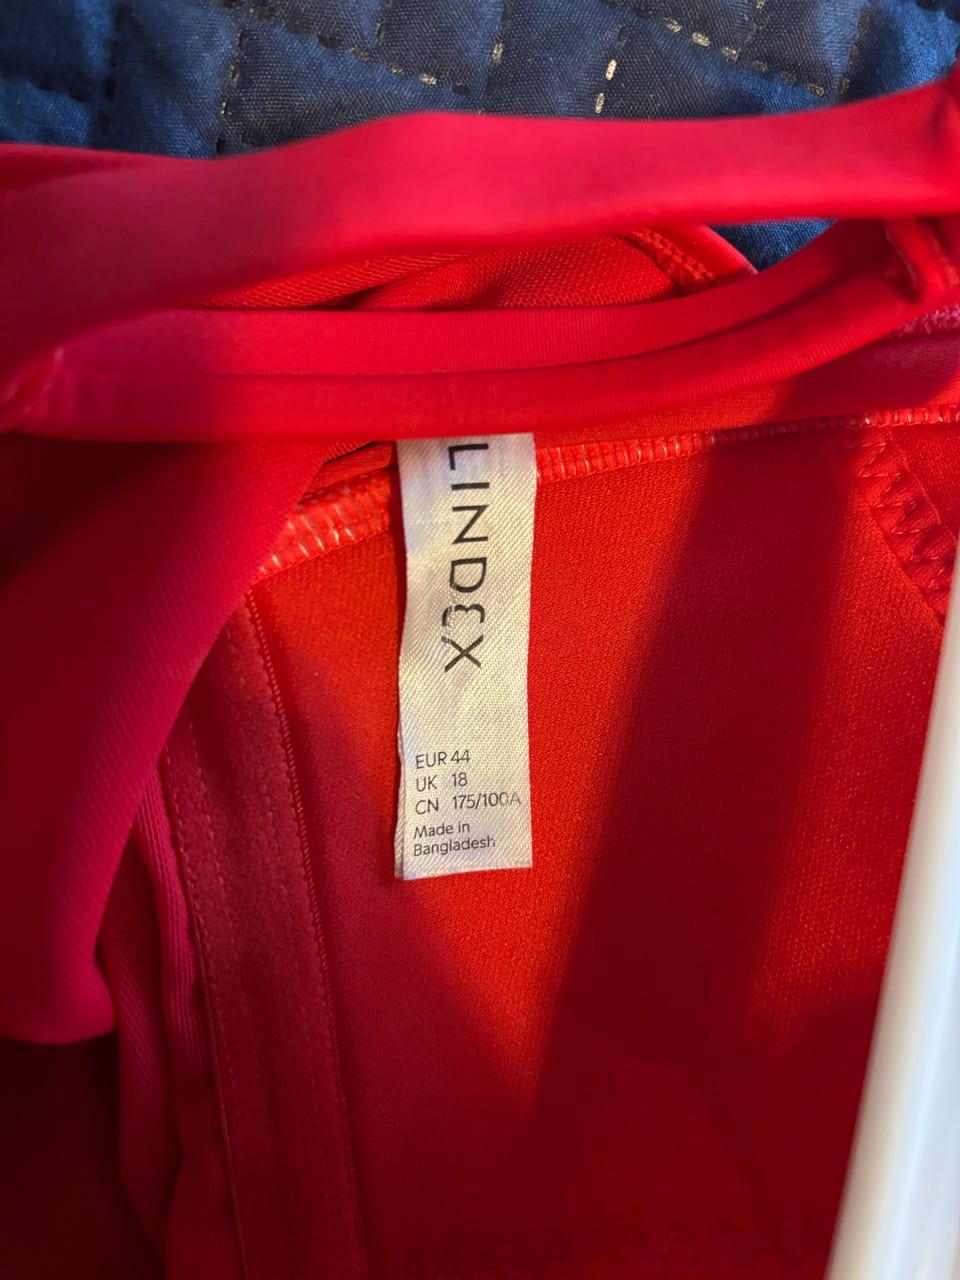 LINDEX
EUR 44
UK 18
CN 175/100A
Made in
Bangladesh